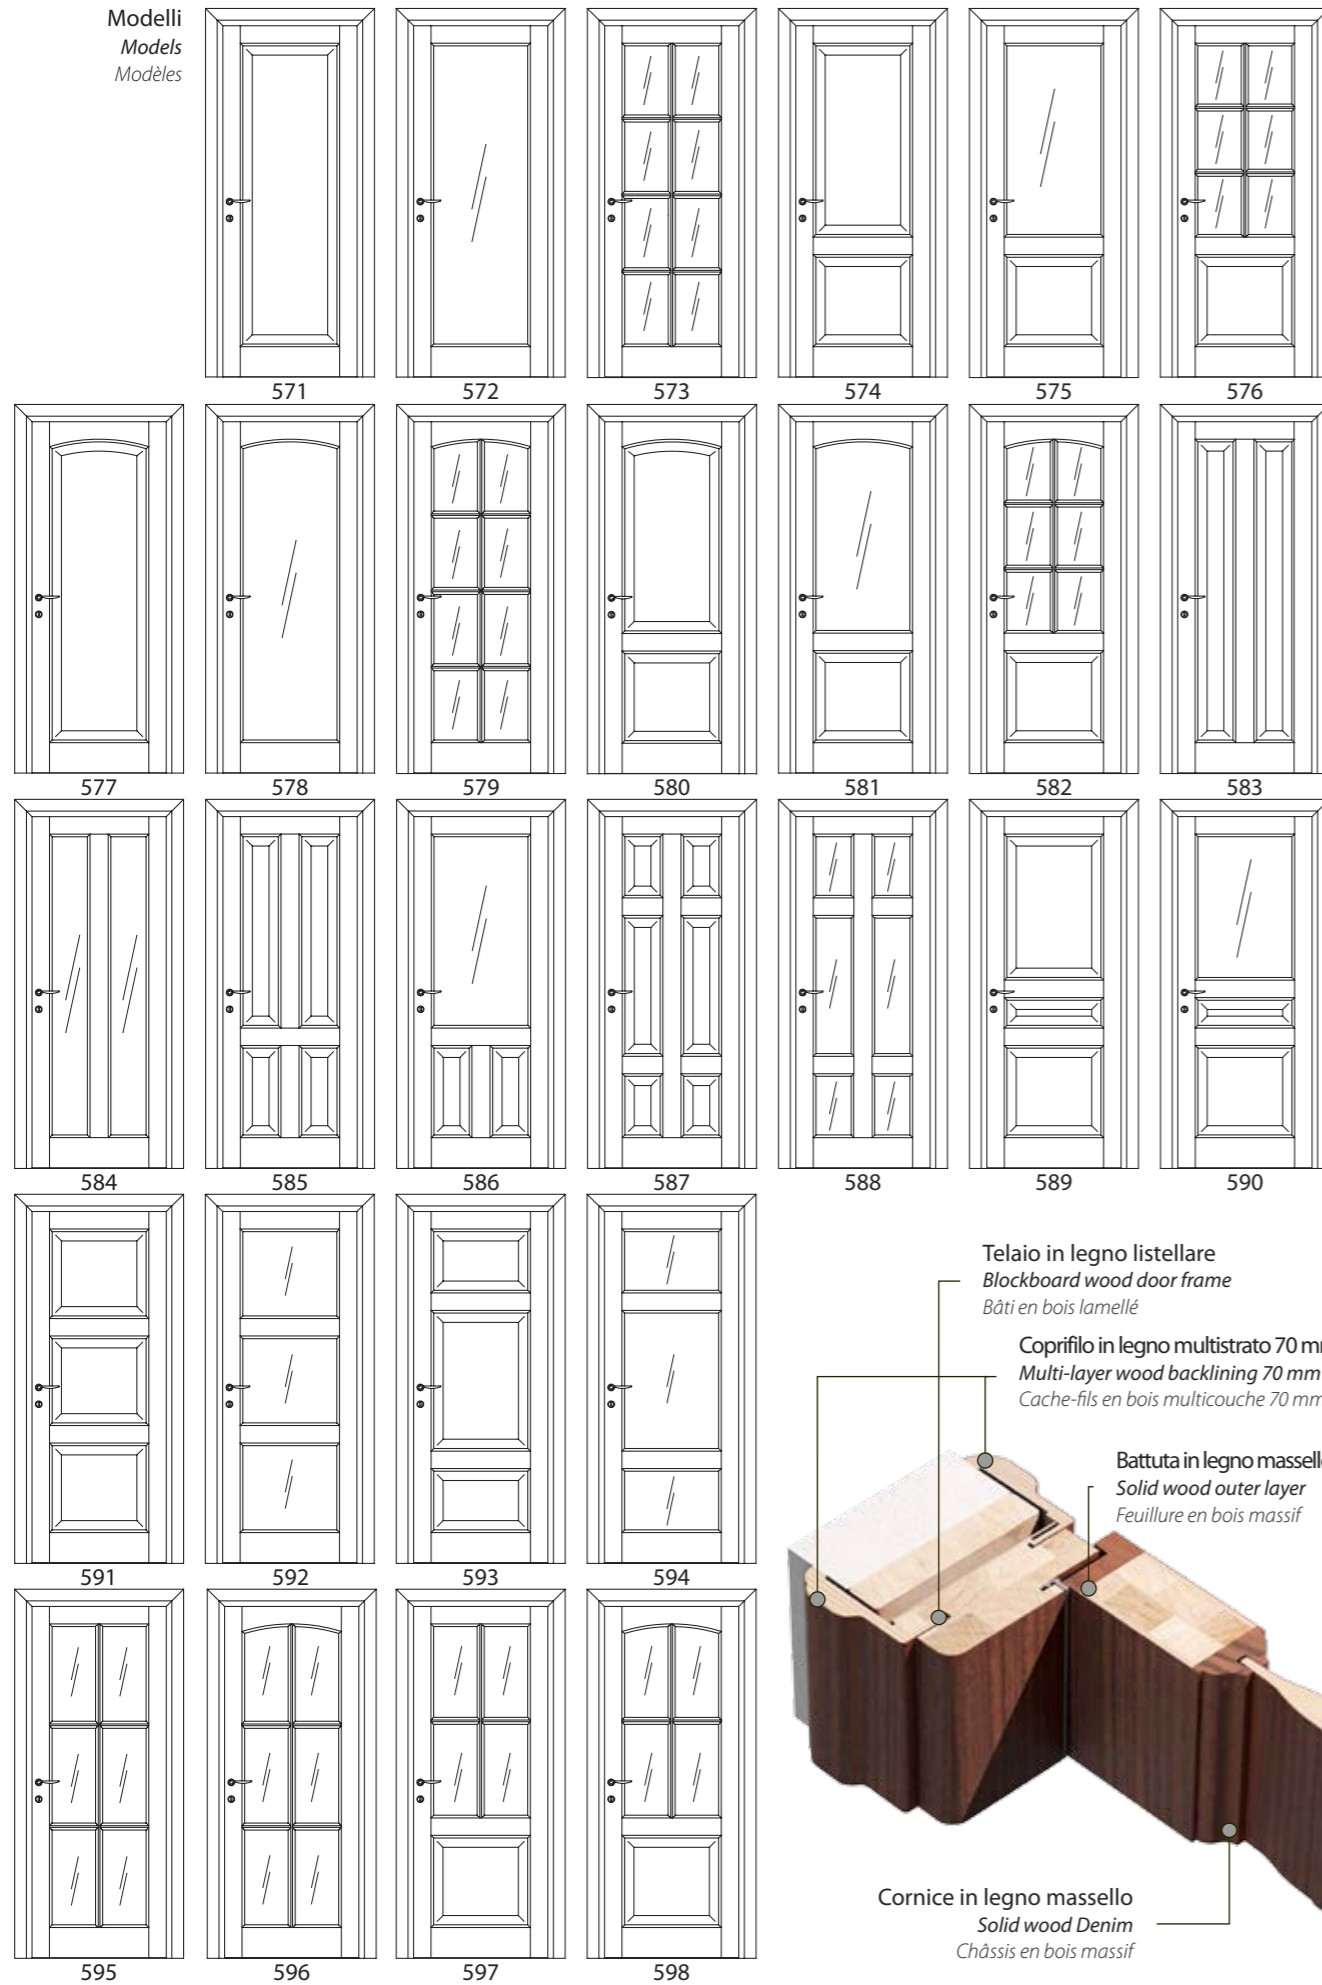 Modelli
Models
Modèles
571 572 573 574 575 576
577 578 579 580 581 582 583
584 585 586 587 588 589 590
591 592 593 594
Telaio in legno listellare
Blockboard wood door frame
Bâti en bois lamellé
Coprifilo in legno multistrato 70
Multi-layer wood backlining 70 mm
Cache-fils en bois multicouche 70 mm
Battuta in legno massell
Solid wood outer layer
Feuillure en bois massif
Cornice in legno massello
Solid wood Denim
Châssis en bois massif
595 596 597 598